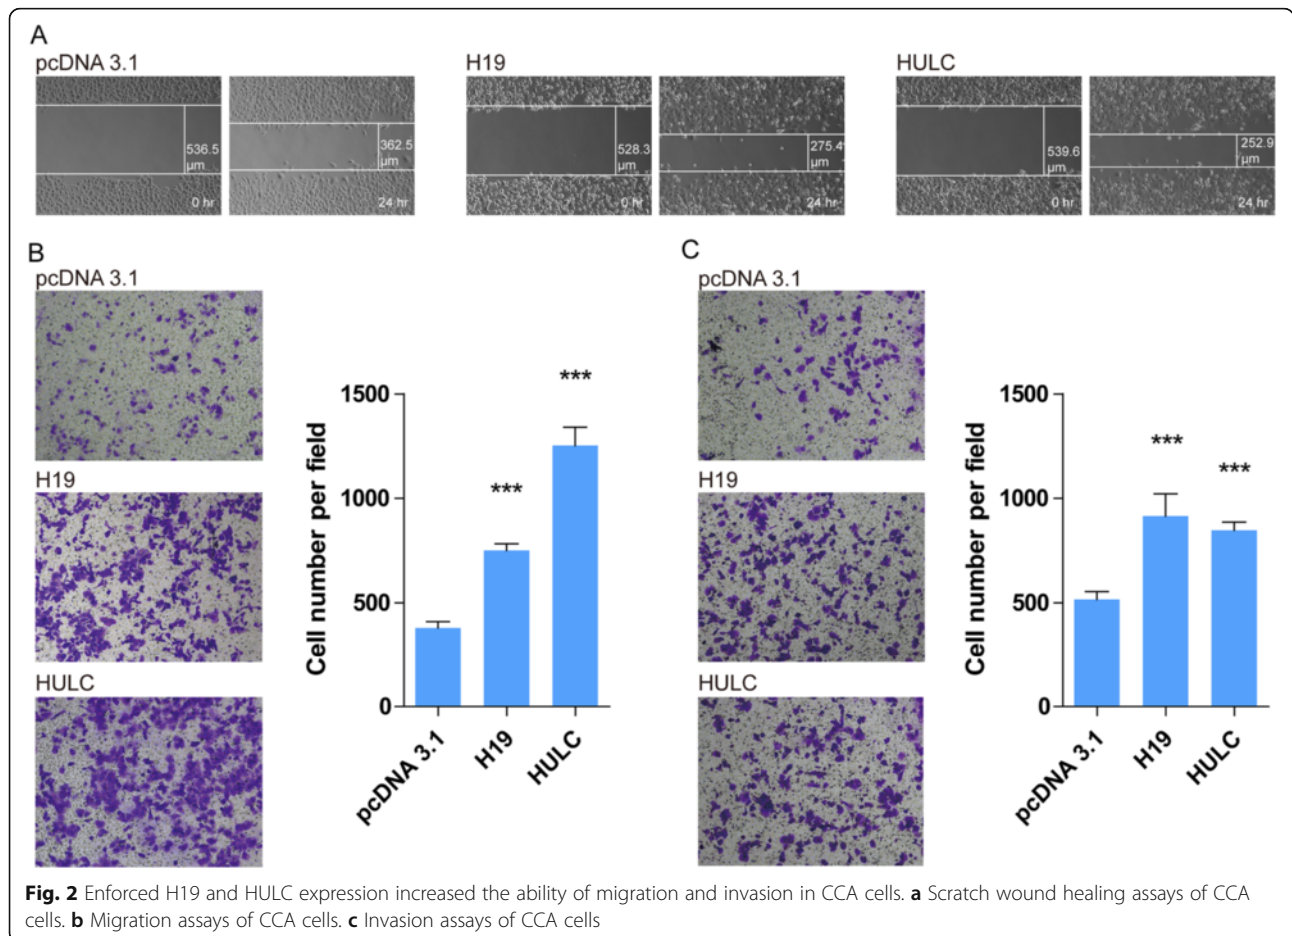 A
pcDNA 3.1
H19
HULC
536.5
µm
0 hr
362.5
µm
24 hr
528.3
µm
0 hr
275.4
µm
24 hr
539.6
µm
0 hr
252.9
µm
24 hr
B
pcDNA 3.1
H19
HULC
Cell number per field
1500
1000
500
0
***
***
pcDNA 3.1
H19
HULC
C
pcDNA 3.1
H19
HULC
Cell number per field
1500
1000
500
0
***
***
pcDNA 3.1
H19
HULC
Fig. 2 Enforced H19 and HULC expression increased the ability of migration and invasion in CCA cells. a Scratch wound healing assays of CCA
cells. b Migration assays of CCA cells. c Invasion assays of CCA cells